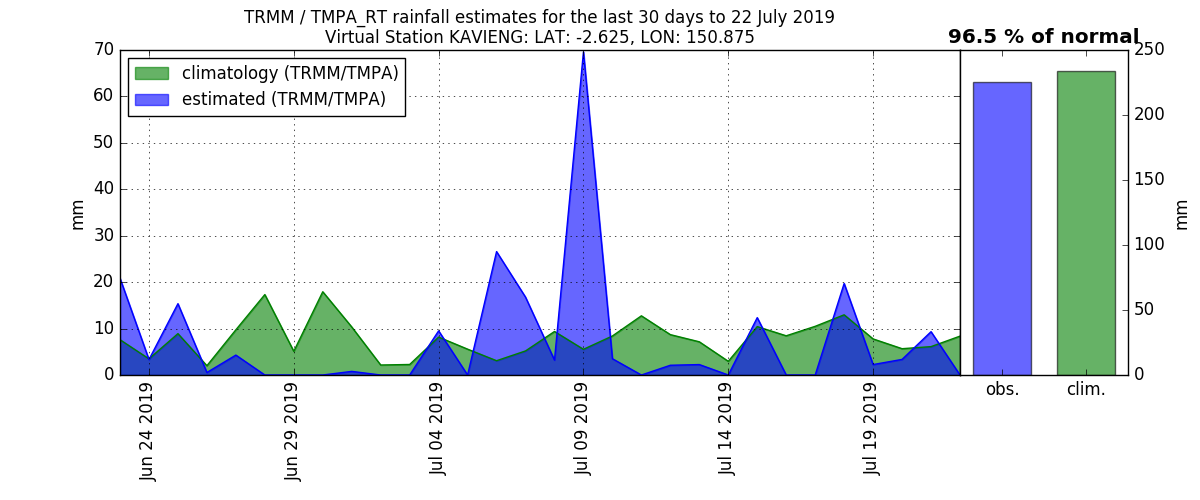 TRMM / TMPA_RT rainfall estimates for the last 30 days to 22 July 2019
Virtual Station KAVIENG: LAT: -2.625, LON: 150.875
96.5 % of normal
climatology (TRMM/TMPA)
estimated (TRMM/TMPA)
70
60
50
40
30
20
10
0
mm
Jun 24 2019
Jun 29 2019
Jul 04 2019
Jul 09 2019
Jul 14 2019
Jul 19 2019
obs.
clim.
250
200
150
100
50
0
mm